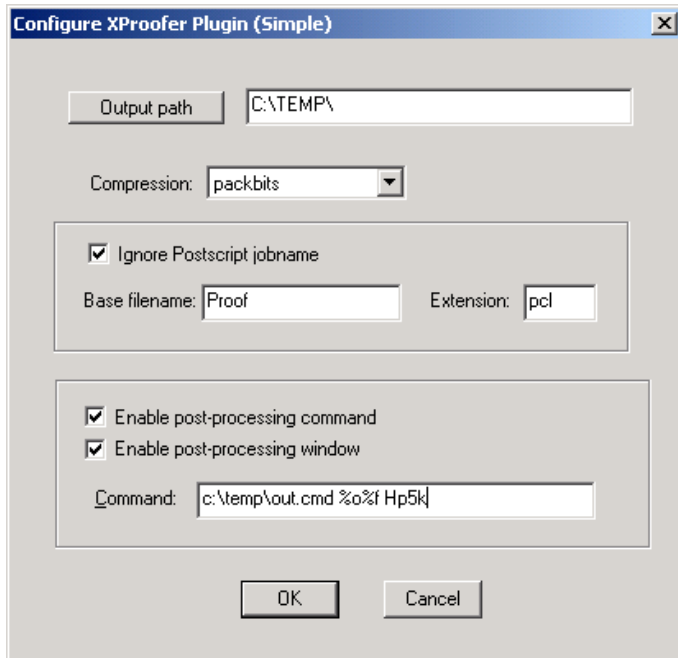 Configure XProofer Plugin (Simple)
Output path C:\TEMP\
Compression: packbits
Ignore Postscript jobname
Base filename: Proof Extension: pcl
Enable post-processing command
Enable post-processing window
Command: c:\temp\out.cmd %o%f Hp5k
OK Cancel